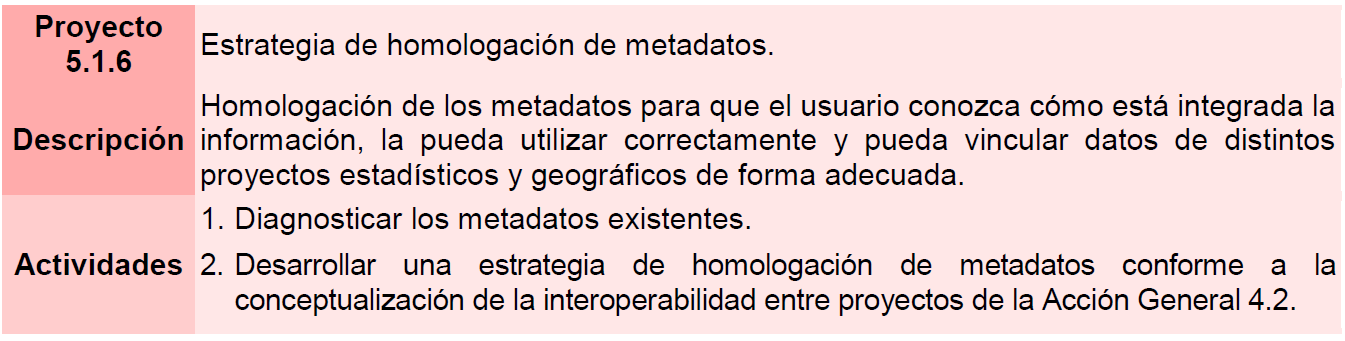 Proyecto
5.1.6
Estrategia de homologación de metadatos.
Descripción
Homologación de los metadatos para que el usuario conozca cómo está integrada la
información, la pueda utilizar correctamente y pueda vincular datos de distintos
proyectos estadísticos y geográficos de forma adecuada.
Actividades
1. Diagnosticar los metadatos existentes.
2. Desarrollar una estrategia de homologación de metadatos conforme a la
conceptualización de la interoperabilidad entre proyectos de la Acción General 4.2.